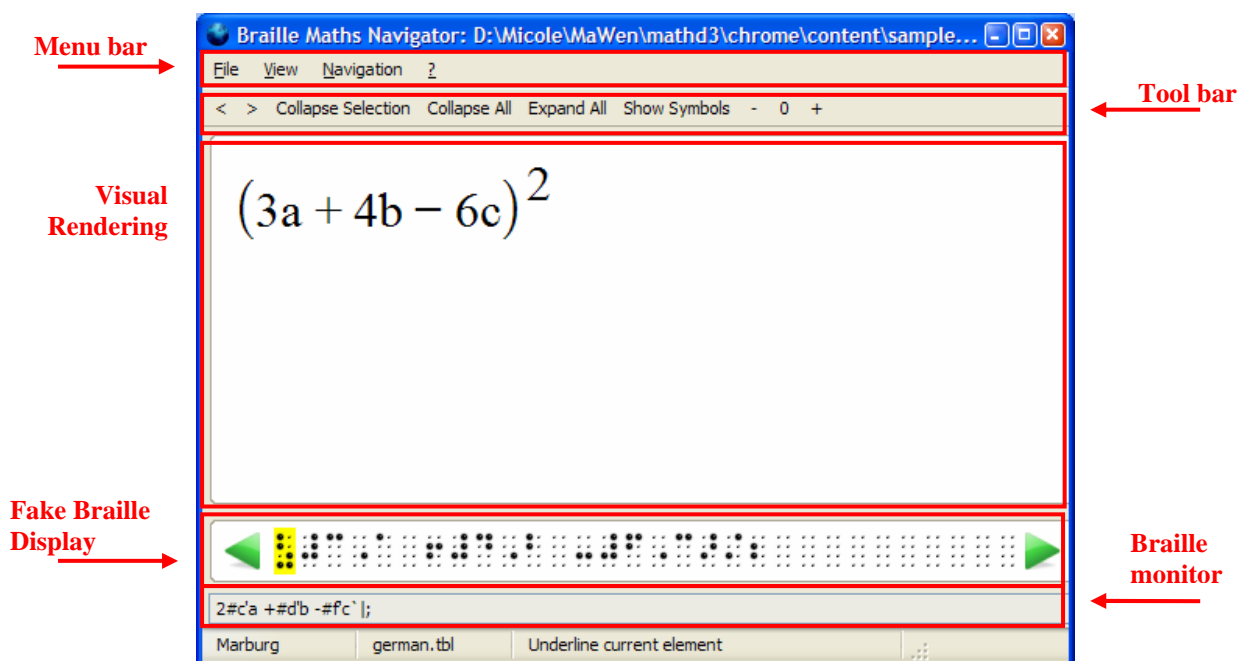 Menu bar
Braille Maths Navigator: D:\Micole\MaWen\mathd3\chrome\content\sample...
File View Navigation ?
Tool bar
< > Collapse Selection Collapse All Expand All Show Symbols - 0 +
Visual
Rendering
(3a + 4b − 6c)²
Fake Braille
Display
Braille
monitor
2#c'a +#d'b -#f'c`|;
Marburg german.tbl Underline current element